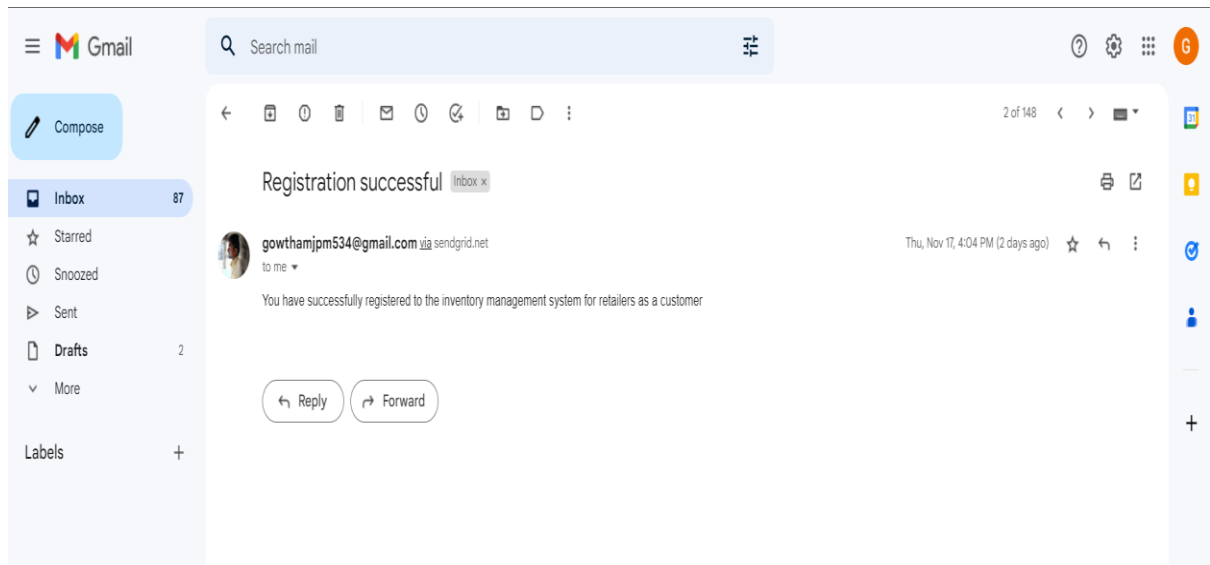 Gmail
Search mail
G
Compose
2 of 148
31
Inbox 87
Starred
Snoozed
Sent
Drafts 2
More
Labels
Registration successful Inbox x
gowthamjpm534@gmail.com via sendgrid.net Thu, Nov 17, 4:04 PM (2 days ago)
to me
You have successfully registered to the inventory management system for retailers as a customer
Reply Forward